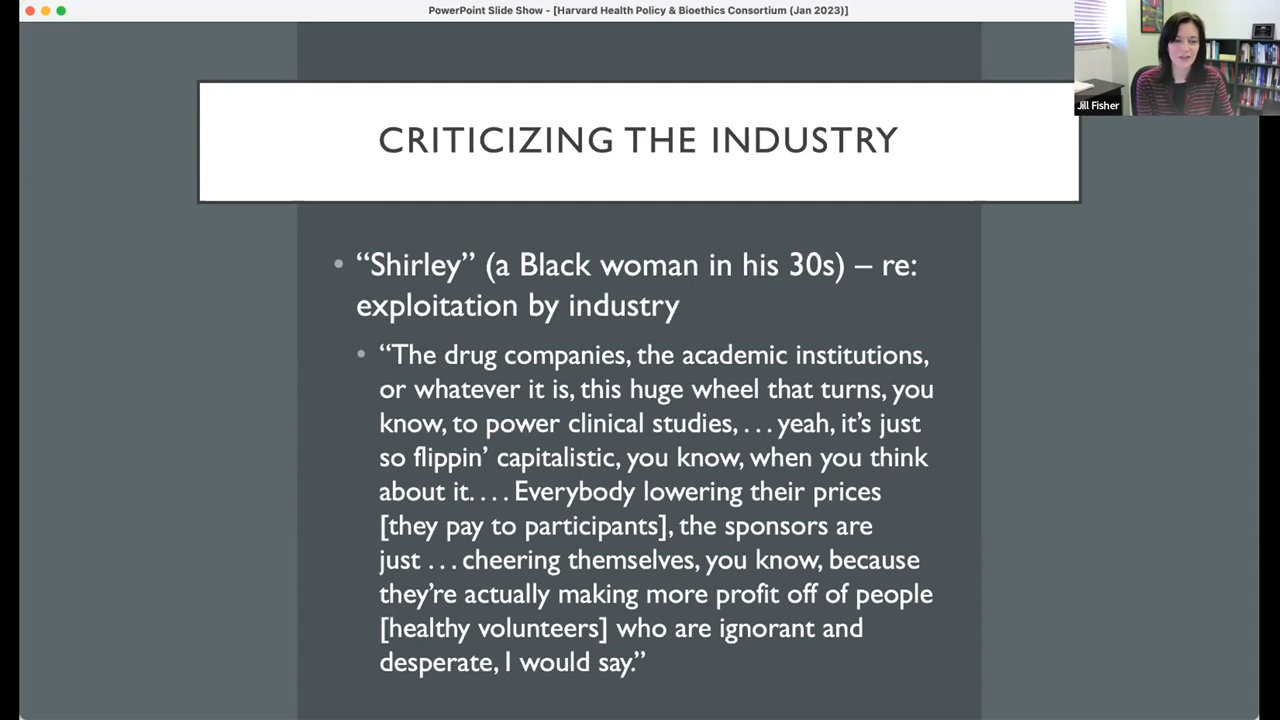 PowerPoint Slide Show - [Harvard Health Policy & Bioethics Consortium (Jan 2023)]
Jill Fisher
CRITICIZING THE INDUSTRY
• “Shirley” (a Black woman in his 30s) – re:
exploitation by industry
• “The drug companies, the academic institutions,
or whatever it is, this huge wheel that turns, you
know, to power clinical studies, . . . yeah, it’s just
so flippin’ capitalistic, you know, when you think
about it. . . . Everybody lowering their prices
[they pay to participants], the sponsors are
just . . . cheering themselves, you know, because
they’re actually making more profit off of people
[healthy volunteers] who are ignorant and
desperate, I would say.”